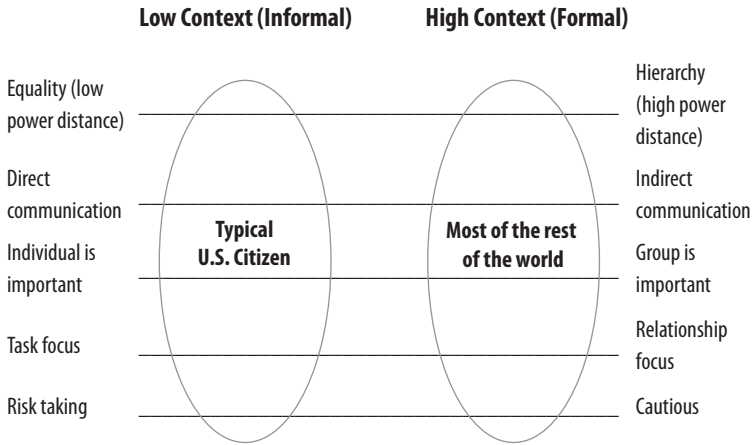 Low Context (Informal)
High Context (Formal)
Equality (low
power distance)
Hierarchy
(high power
distance)
Direct
communication
Indirect
communication
Typical
U.S. Citizen
Most of the rest
of the world
Individual is
important
Group is
important
Task focus
Relationship
focus
Risk taking
Cautious